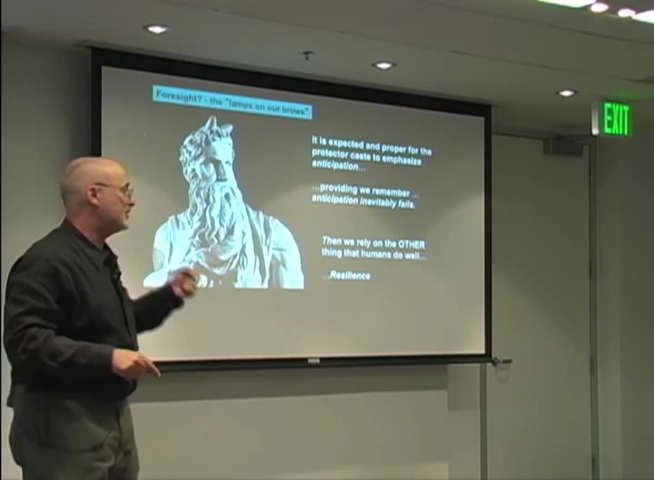 Foresight? - the "lamps on our brows"
It is expected and proper for the
protector caste to emphasize
anticipation...
...providing we remember ...
anticipation inevitably fails.
Then we rely on the OTHER
thing that humans do well...
...Resilience
EXIT